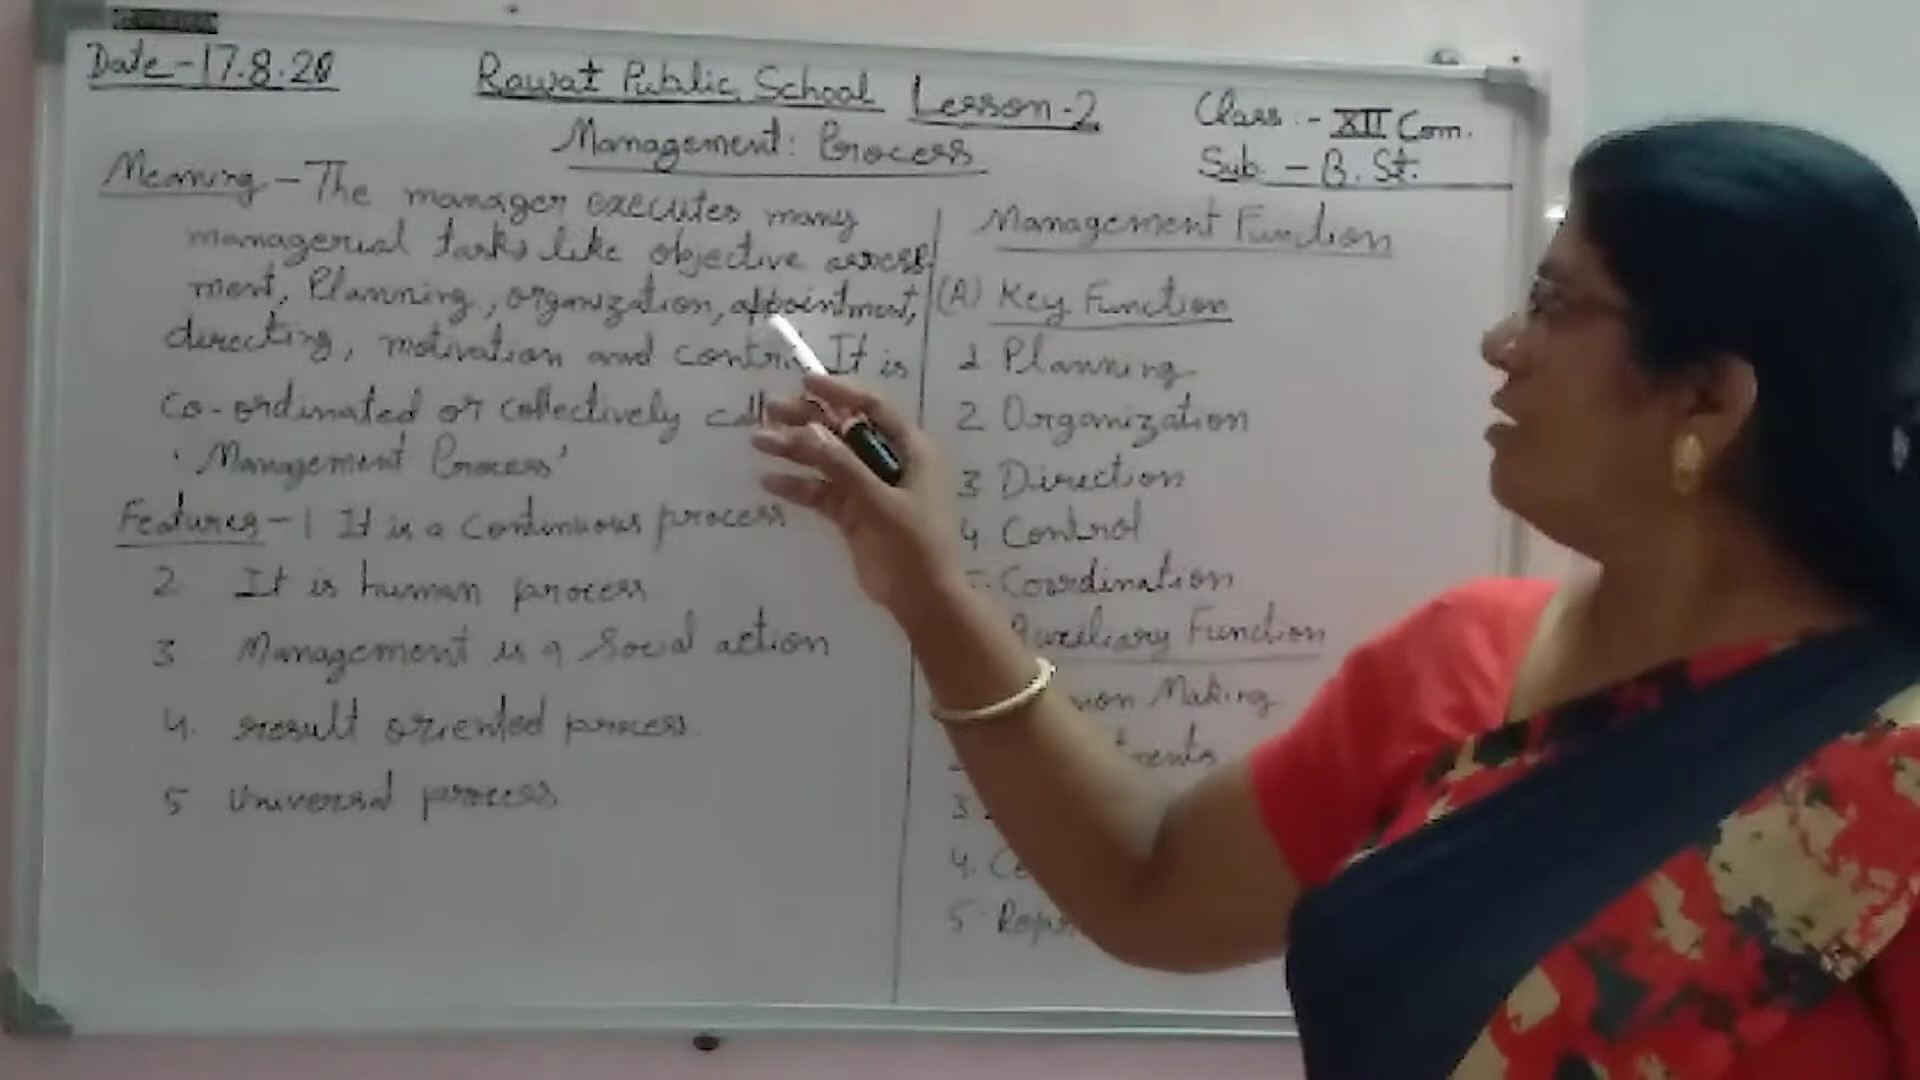 Date - 17.8.20
Rawat Public School Lesson-2
Class :- XII Com.
Management: Process
Sub. - B. St.
Meaning - The manager executes many
managerial tasks like objective assess
ment, Planning, organization, appointment,
directing, motivation and It is
co-ordinated or collectively
'Management Process'
Features - 1 It is a continuous process
2 It is human process
3 Management is a Social action
4. result oriented process.
5 Universal process
Management Function
(A) Key Function
1 Planning
2 Organization
3 Direction
4 Control
Coordination
Auxiliary Function
Making
3
4.
5